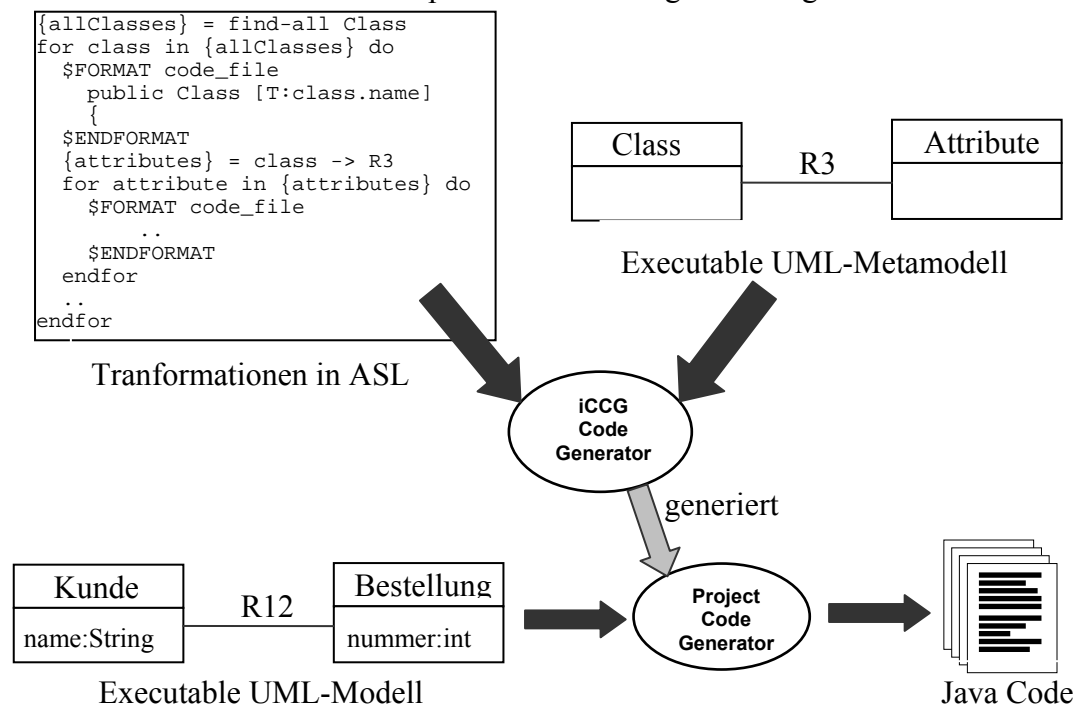 {allClasses} = find-all Class
for class in {allClasses} do
$FORMAT code_file
public Class [T:class.name]
{
$ENDFORMAT
{attributes} = class -> R3
for attribute in {attributes} do
$FORMAT code_file
..
$ENDFORMAT
endfor
..
endfor
Tranformationen in ASL
Class
R3
Attribute
Executable UML-Metamodell
iCCG
Code
Generator
generiert
Kunde
name:String
R12
Bestellung
nummer:int
Executable UML-Modell
Project
Code
Generator
Java Code